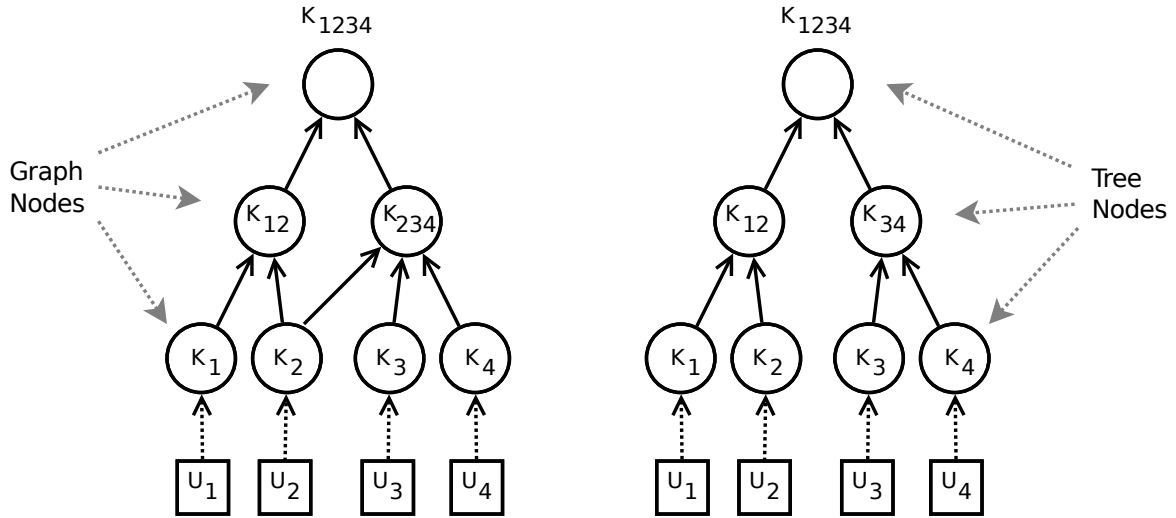 K1234 K1234
Graph
Nodes
Tree
Nodes
K12 K234 K12 K34
K1 K2 K3 K4 K1 K2 K3 K4
U1 U2 U3 U4 U1 U2 U3 U4